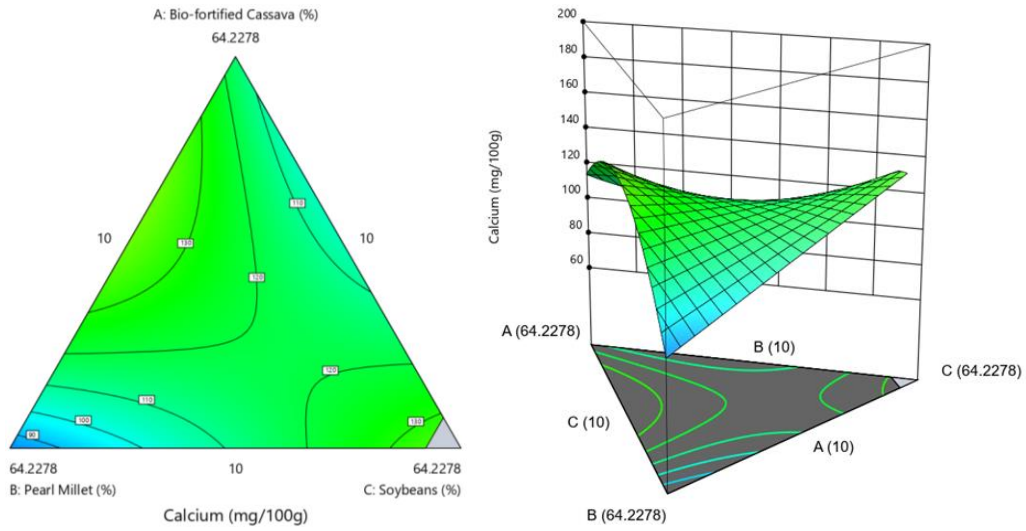 A: Bio-fortified Cassava (%)
64.2278
10
10
110
130
120
120
110
100
90
130
64.2278
10
64.2278
B: Pearl Millet (%)
C: Soybeans (%)
Calcium (mg/100g)
200
180
160
140
120
100
80
60
Calcium (mg/100g)
A (64.2278)
B (10)
C (64.2278)
C (10)
A (10)
B (64.2278)